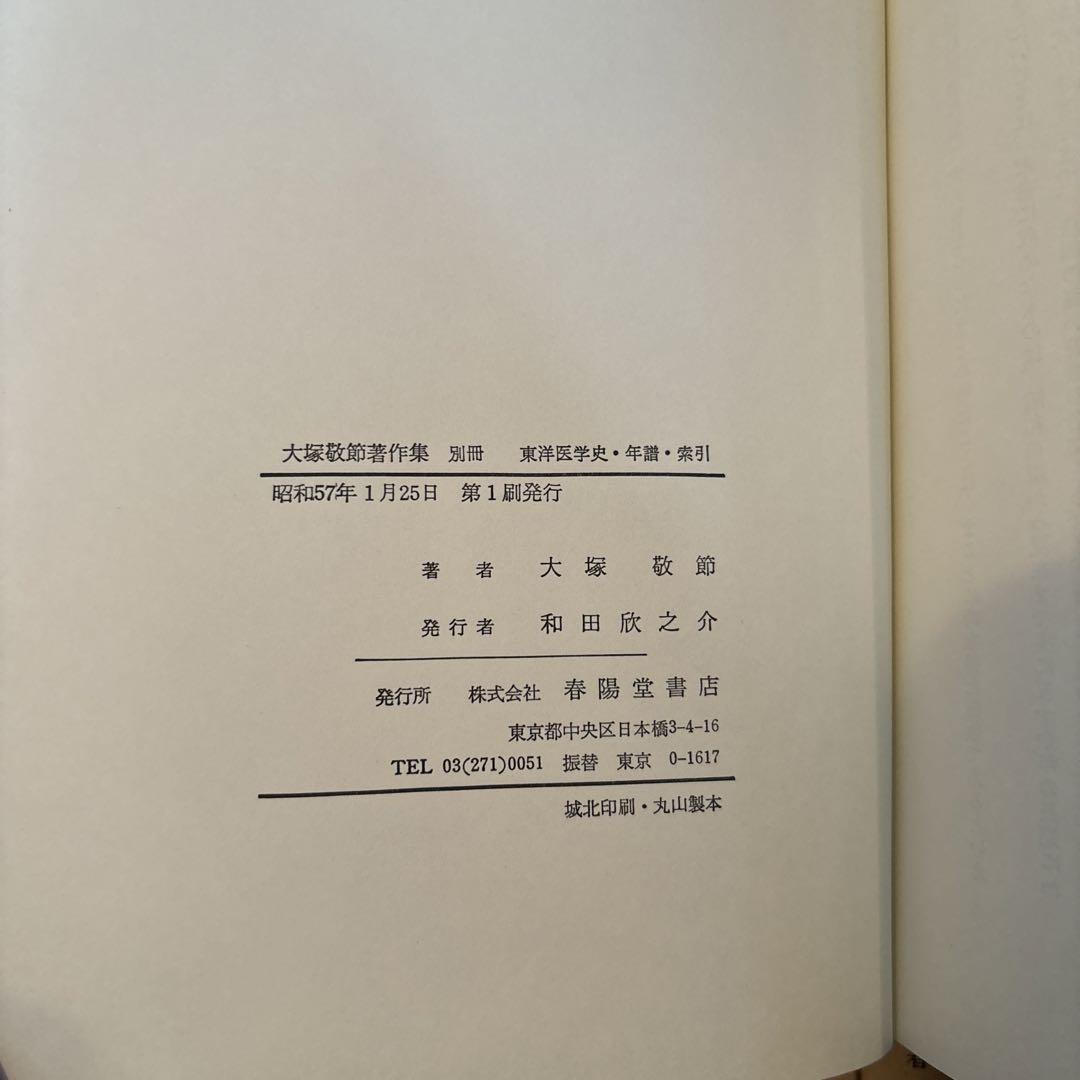 大塚敬節著作集 別冊 東洋医学史・年譜・索引
昭和57年1月25日 第1刷発行
著者 大塚 敬節
発行者 和田欣之介
発行所 株式会社 春陽堂書店
東京都中央区日本橋3-4-16
TEL 03(271)0051 振替 東京 0-1617
城北印刷・丸山製本